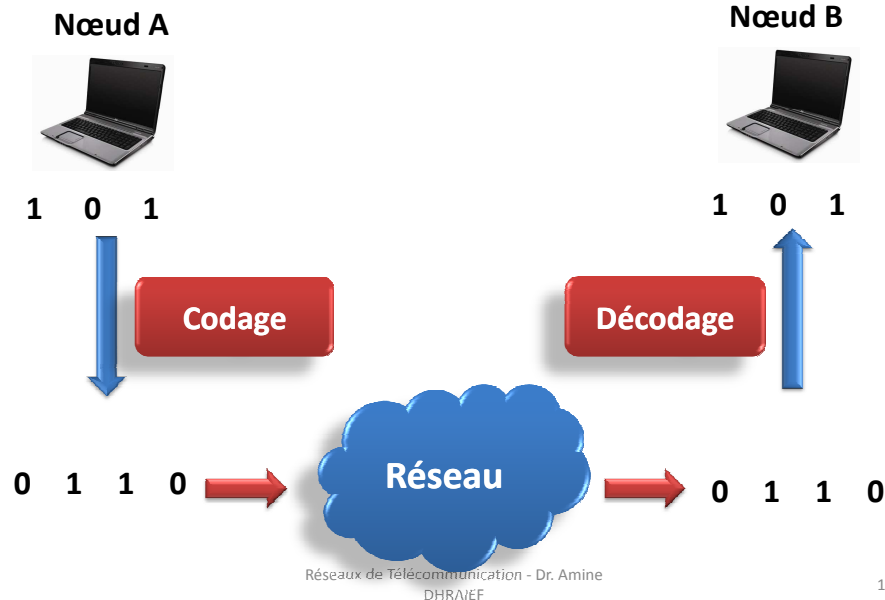 Nœud A
Nœud B
1 0 1
1 0 1
Codage
Décodage
Réseau
0 1 1 0
0 1 1 0
Réseaux de Télécommunication - Dr. Amine
DHRAIEF
1